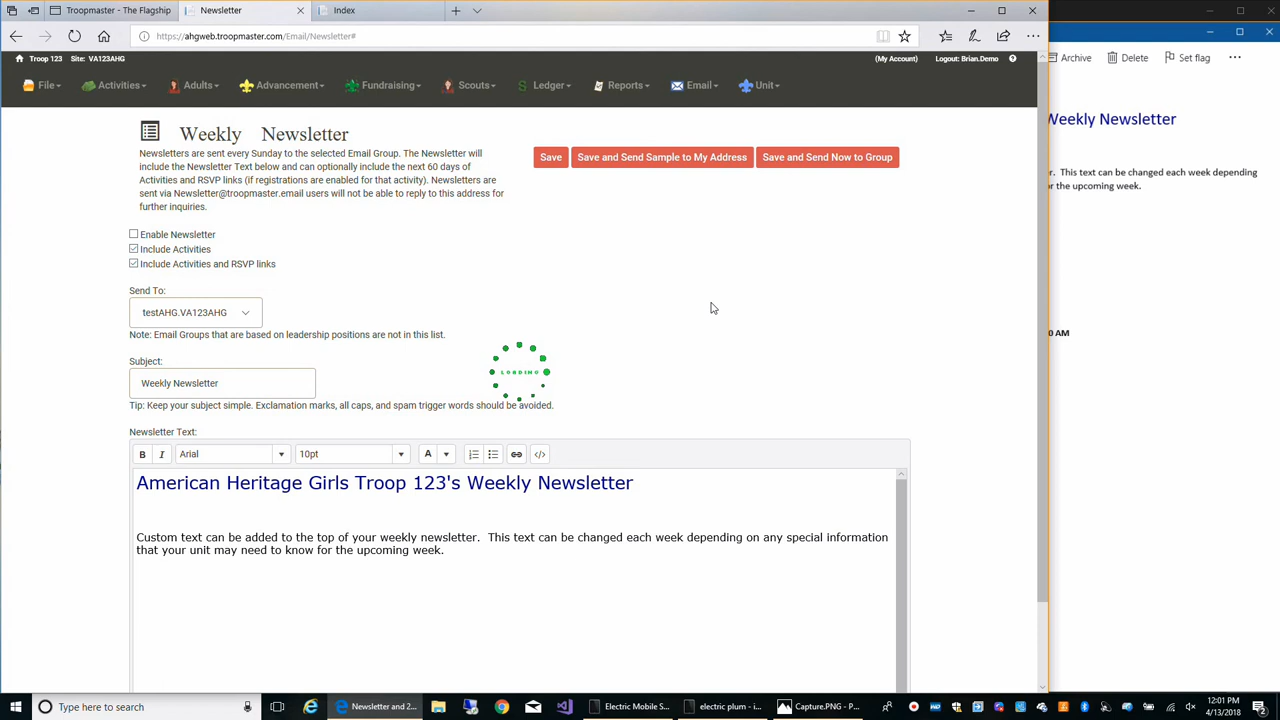 Troopmaster - The Flagship
Newsletter
Index
https://ahgweb.troopmaster.com/Email/Newsletter#
Archive
Delete
Set flag
Troop 123 Site: VA123AHG
(My Account)
Logout: Brian.Demo
File
Activities
Adults
Advancement
Fundraising
Scouts
Ledger
Reports
Email
Unit
Weekly Newsletter
Newsletters are sent every Sunday to the selected Email Group. The Newsletter will
include the Newsletter Text below and can optionally include the next 60 days of
Activities and RSVP links (if registrations are enabled for that activity). Newsletters are
sent via Newsletter@troopmaster.email users will not be able to reply to this address for
further inquiries.
Save
Save and Send Sample to My Address
Save and Send Now to Group
Weekly Newsletter
r. This text can be changed each week depending
r the upcoming week.
0 AM
Enable Newsletter
Include Activities
Include Activities and RSVP links
Send To:
testAHG.VA123AHG
Note: Email Groups that are based on leadership positions are not in this list.
Subject:
Weekly Newsletter
LOADING
Tip: Keep your subject simple. Exclamation marks, all caps, and spam trigger words should be avoided.
Newsletter Text:
B I Arial 10pt A </>
American Heritage Girls Troop 123's Weekly Newsletter
Custom text can be added to the top of your weekly newsletter. This text can be changed each week depending on any special information
that your unit may need to know for the upcoming week.
Type here to search
Newsletter and 2...
Electric Mobile S...
electric plum - i...
Capture.PNG - P...
12:01 PM
4/13/2018